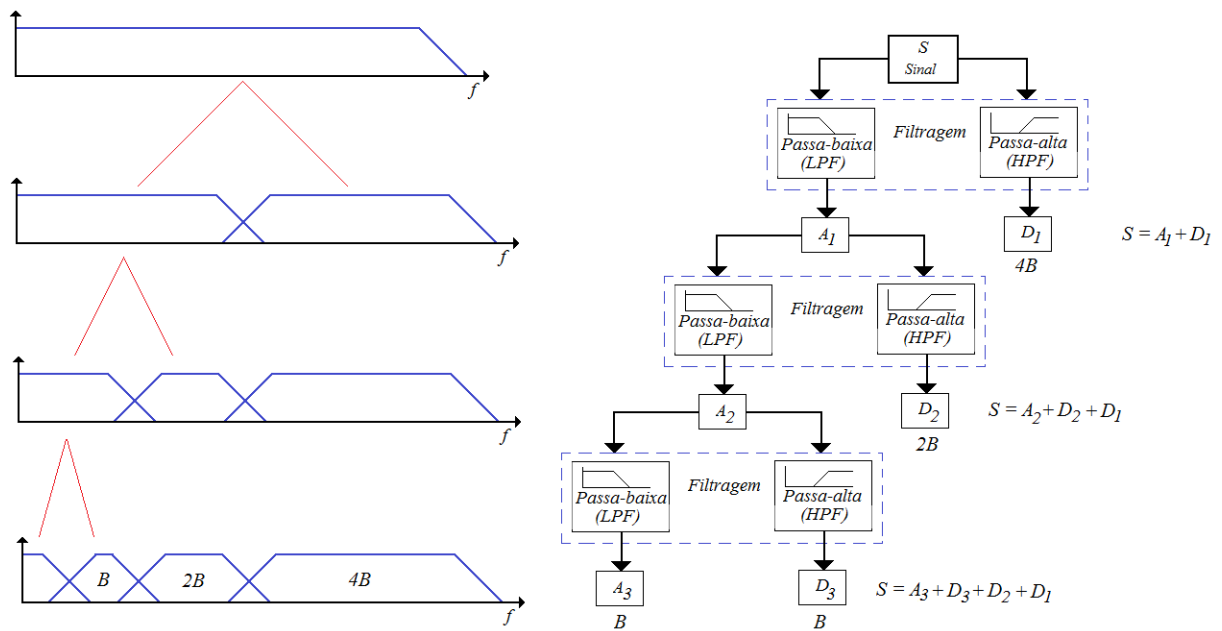 f
f
f
B
2B
4B
f
S
Sinal
Passa-baixa
(LPF)
Filtragem
Passa-alta
(HPF)
A1
D1
4B
S = A1 + D1
Passa-baixa
(LPF)
Filtragem
Passa-alta
(HPF)
A2
D2
2B
S = A2 + D2 + D1
Passa-baixa
(LPF)
Filtragem
Passa-alta
(HPF)
A3
B
D3
B
S = A3 + D3 + D2 + D1